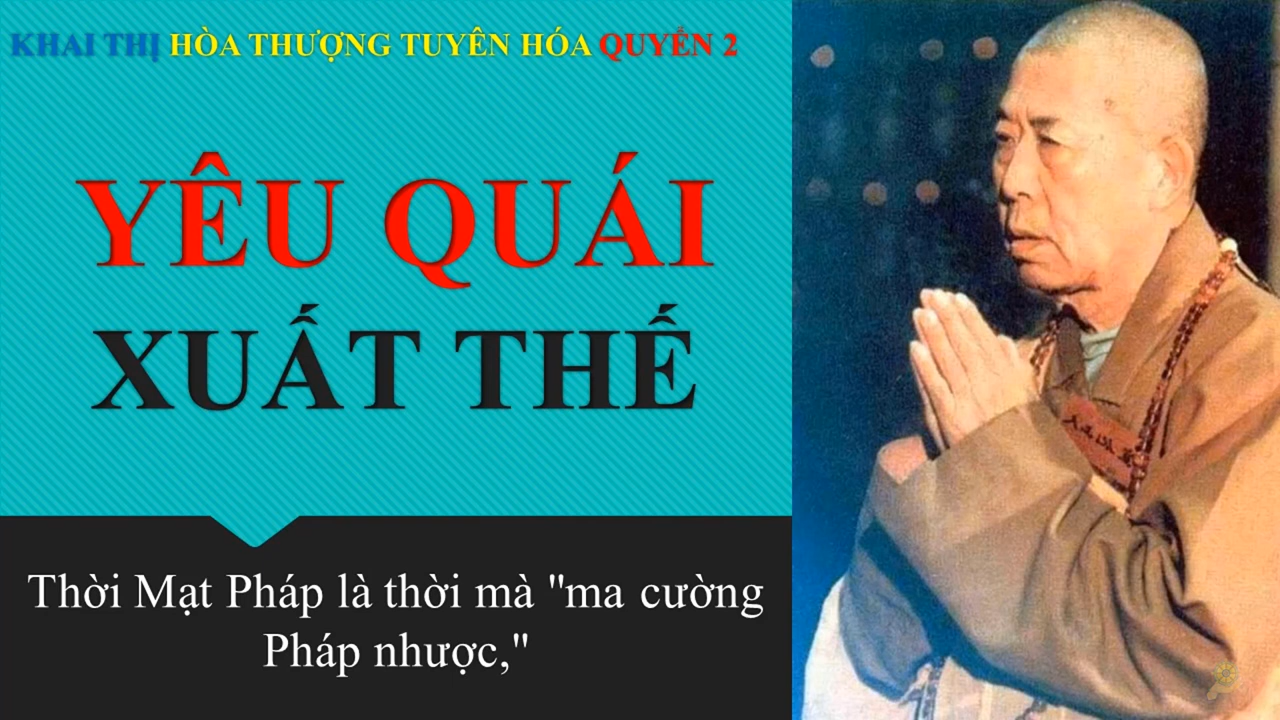 KHAI THỊ HÒA THƯỢNG TUYÊN HÓA QUYỂN 2
YÊU QUÁI
XUẤT THẾ
Thời Mạt Pháp là thời mà "ma cường
Pháp nhược,"